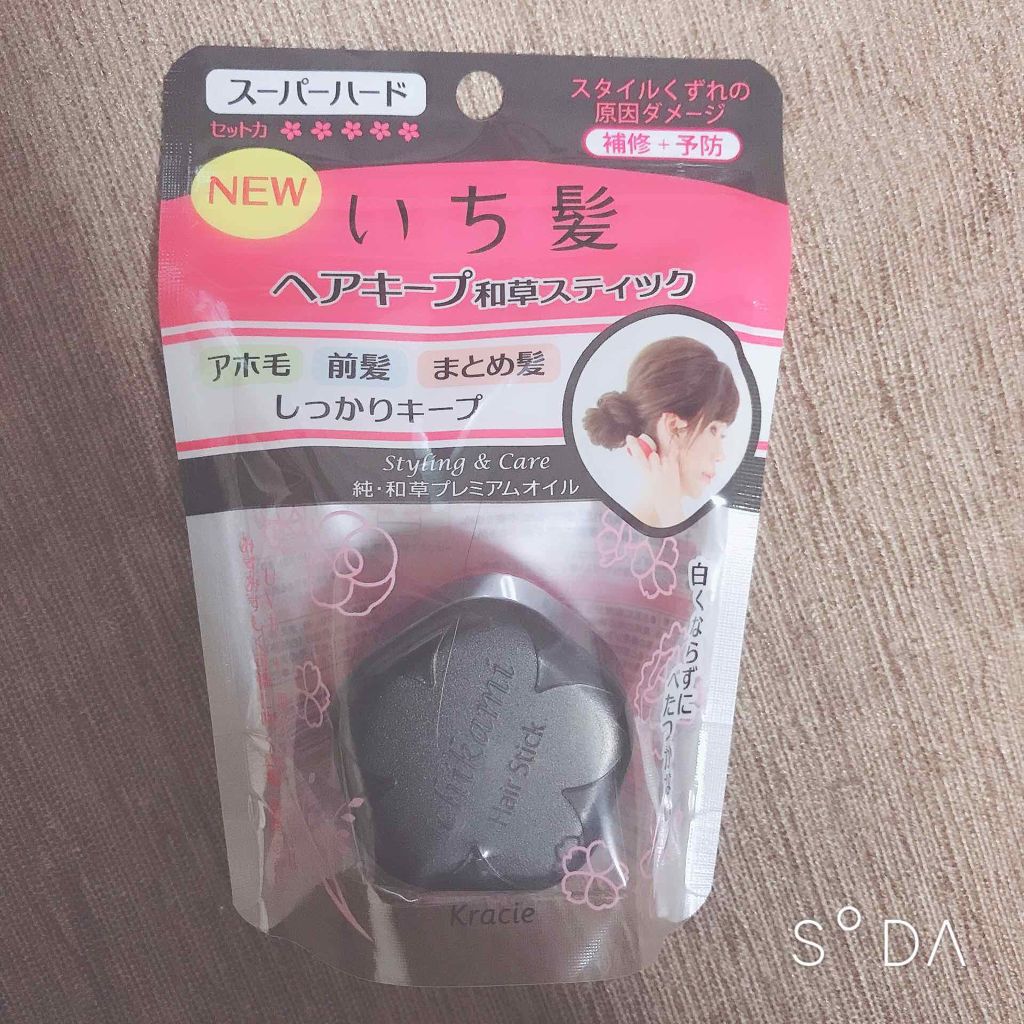 スーパーハード
セット力
スタイルくずれの
原因ダメージ
補修+予防
NEW
いち髪
ヘアキープ和草スティック
アホ毛 前髪 まとめ髪
しっかりキープ
Styling & Care
純・和草プレミアムオイル
白くならずに
べたつかない
Ichikami
Hair Stick
Kracie
SODA